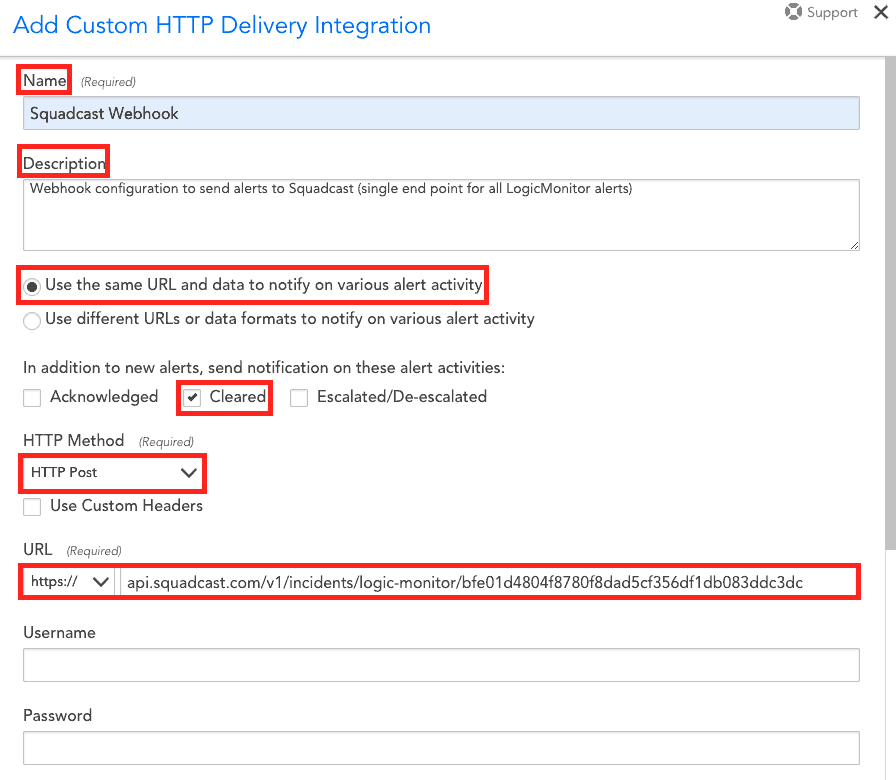 Add Custom HTTP Delivery Integration
Support
Name (Required)
Squadcast Webhook
Description
Webhook configuration to send alerts to Squadcast (single end point for all LogicMonitor alerts)
Use the same URL and data to notify on various alert activity
Use different URLs or data formats to notify on various alert activity
In addition to new alerts, send notification on these alert activities:
Acknowledged Cleared Escalated/De-escalated
HTTP Method (Required)
HTTP Post
Use Custom Headers
URL (Required)
https:// api.squadcast.com/v1/incidents/logic-monitor/bfe01d4804f8780f8dad5cf356df1db083ddc3dc
Username
Password